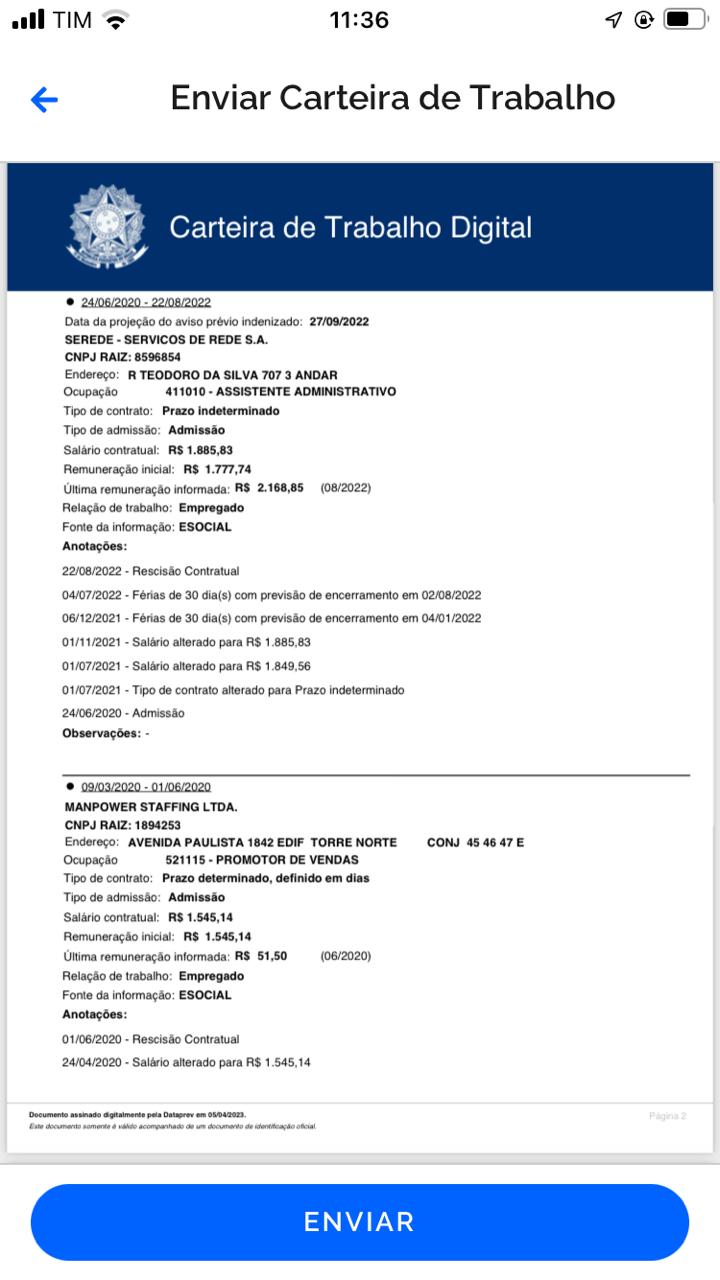 TIM
11:36
Enviar Carteira de Trabalho
Carteira de Trabalho Digital
● 24/06/2020 - 22/08/2022
Data da projeção do aviso prévio indenizado: 27/09/2022
SEREDE - SERVICOS DE REDE S.A.
CNPJ RAIZ: 8596854
Endereço: R TEODORO DA SILVA 707 3 ANDAR
Ocupação 411010 - ASSISTENTE ADMINISTRATIVO
Tipo de contrato: Prazo indeterminado
Tipo de admissão: Admissão
Salário contratual: R$ 1.885,83
Remuneração inicial: R$ 1.777,74
Última remuneração informada: R$ 2.168,85 (08/2022)
Relação de trabalho: Empregado
Fonte da informação: ESOCIAL
Anotações:
22/08/2022 - Rescisão Contratual
04/07/2022 - Férias de 30 dia(s) com previsão de encerramento em 02/08/2022
06/12/2021 - Férias de 30 dia(s) com previsão de encerramento em 04/01/2022
01/11/2021 - Salário alterado para R$ 1.885,83
01/07/2021 - Salário alterado para R$ 1.849,56
01/07/2021 - Tipo de contrato alterado para Prazo indeterminado
24/06/2020 - Admissão
Observações: -
● 09/03/2020 - 01/06/2020
MANPOWER STAFFING LTDA.
CNPJ RAIZ: 1894253
Endereço: AVENIDA PAULISTA 1842 EDIF TORRE NORTE CONJ 45 46 47 E
Ocupação 521115 - PROMOTOR DE VENDAS
Tipo de contrato: Prazo determinado, definido em dias
Tipo de admissão: Admissão
Salário contratual: R$ 1.545,14
Remuneração inicial: R$ 1.545,14
Última remuneração informada: R$ 51,50 (06/2020)
Relação de trabalho: Empregado
Fonte da informação: ESOCIAL
Anotações:
01/06/2020 - Rescisão Contratual
24/04/2020 - Salário alterado para R$ 1.545,14
Documento assinado digitalmente pela Dataprev em 05/04/2023.
Página 2
Este documento somente é válido acompanhado de um documento de identificação oficial.
ENVIAR